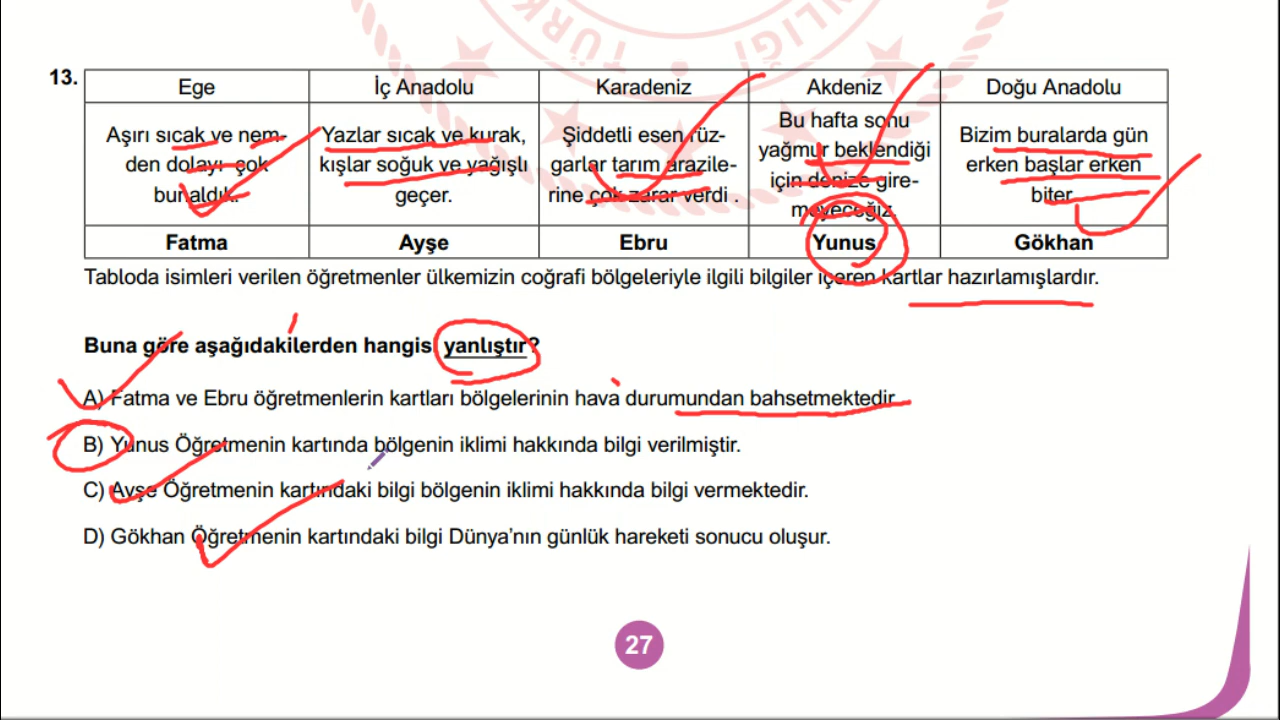 TÜRK
NLİĞİ
13.
Ege
İç Anadolu
Karadeniz
Akdeniz
Doğu Anadolu
Aşırı sıcak ve nem-
den dolayı çok
bunaldık.
Yazlar sıcak ve kurak,
kışlar soğuk ve yağışlı
geçer.
Şiddetli esen rüz-
garlar tarım arazile-
rine çok zarar verdi .
Bu hafta sonu
yağmur beklendiği
için denize gire-
meyeceğiz.
Bizim buralarda gün
erken başlar erken
biter.
Fatma
Ayşe
Ebru
Yunus
Gökhan
Tabloda isimleri verilen öğretmenler ülkemizin coğrafi bölgeleriyle ilgili bilgiler içeren kartlar hazırlamışlardır.
Buna göre aşağıdakilerden hangisi yanlıştır?
A) Fatma ve Ebru öğretmenlerin kartları bölgelerinin hava durumundan bahsetmektedir.
B) Yunus Öğretmenin kartında bölgenin iklimi hakkında bilgi verilmiştir.
C) Ayşe Öğretmenin kartındaki bilgi bölgenin iklimi hakkında bilgi vermektedir.
D) Gökhan Öğretmenin kartındaki bilgi Dünya’nın günlük hareketi sonucu oluşur.
27